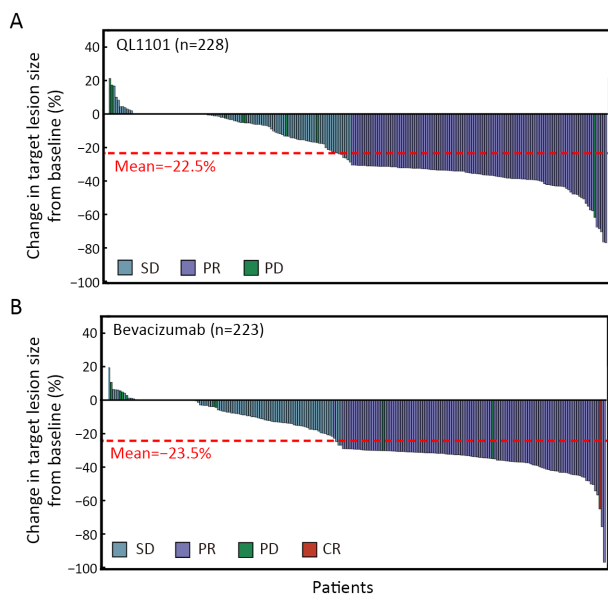 A
QL1101 (n=228)
Change in target lesion size
from baseline (%)
40
20
0
−20
−40
−60
−80
−100
Mean=−22.5%
SD
PR
PD
B
Bevacizumab (n=223)
Change in target lesion size
from baseline (%)
40
20
0
−20
−40
−60
−80
−100
Mean=−23.5%
SD
PR
PD
CR
Patients